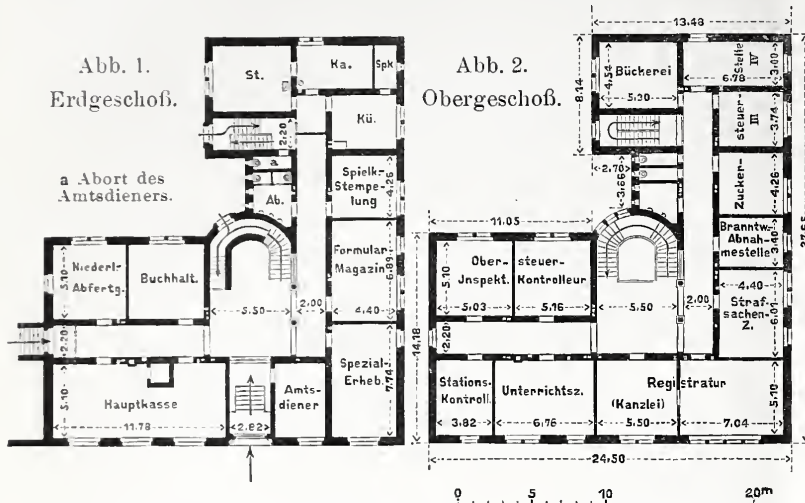 Abb. 1.
Erdgeschoß.
a Abort des
Amtsdieners.
St.
Ka.
Spk
Kü.
2.20
a
Ab.
Spielk-
Stempe-
lung
4.26
Formular-
Magazin
6.89
4.40
Niederl-
Abfertg.
5.10
Buchhalt.
5.50
2.00
2.20
Spezial-
Erheb.
7.74
Hauptkasse
5.10
11.78
2.82
Amts-
diener
Abb. 2.
Obergeschoß.
13.48
8.14
Bücherei
4.54
5.30
Stelle
IV
3.00
6.78
steuer-
III
3.74
2.70
3.66
Zucker-
4.26
11.05
Branntw.-
Abnah-
mestelle
3.40
Ober-
Jnspekt.
5.10
5.03
steuer-
Kontrolleur
5.16
5.50
2.00
4.40
Straf-
sachen-
Z.
6.01
2.20
14.18
Stations-
Kontroll.
3.82
Unterrichtsz.
6.76
Registratur
(Kanzlei)
5.50
7.04
5.10
24.50
0 5 10 20m